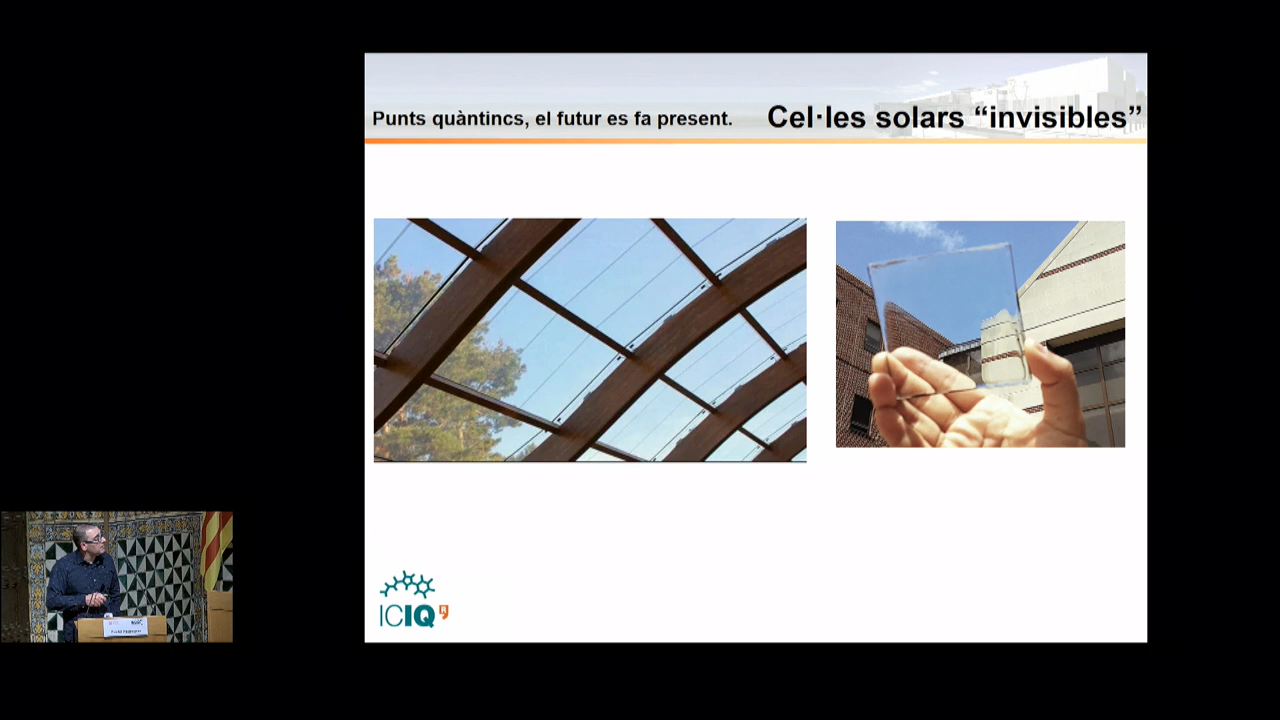 Punts quàntincs, el futur es fa present.
Cel·les solars “invisibles”
ICIQ
R